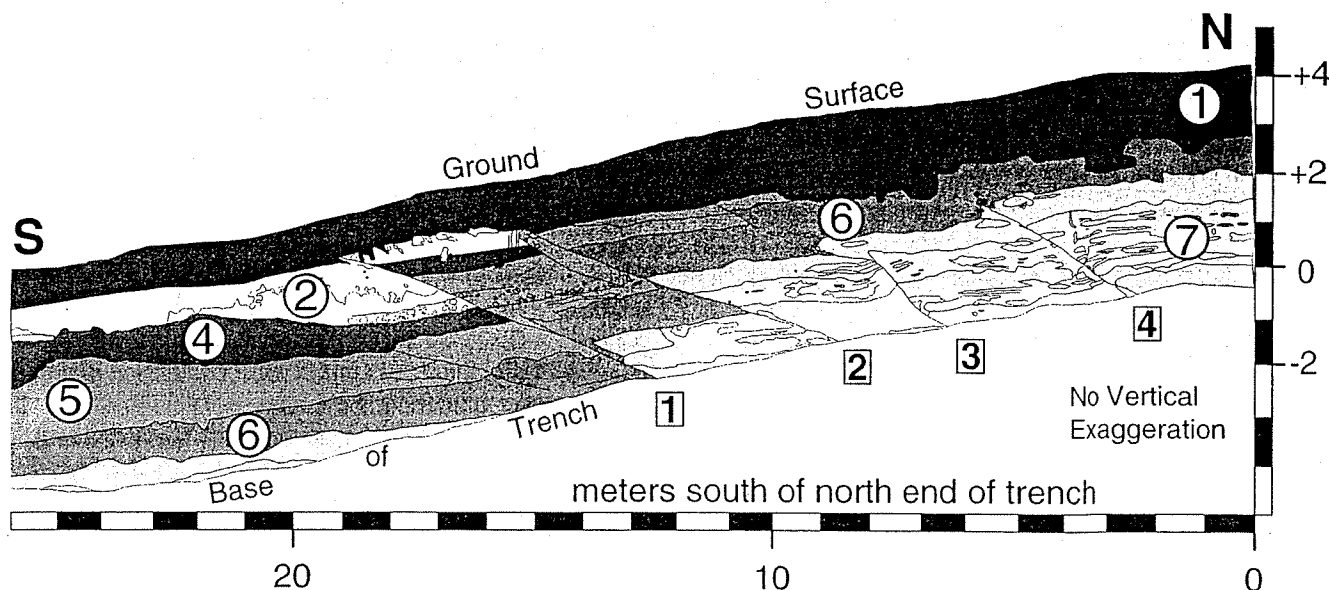 N
+4
1
Surface
Ground
+2
6
S
7
0
2
4
4
3
2
-2
5
1
No Vertical
Trench
6
Exaggeration
of
Base
meters south of north end of trench
20
10
0